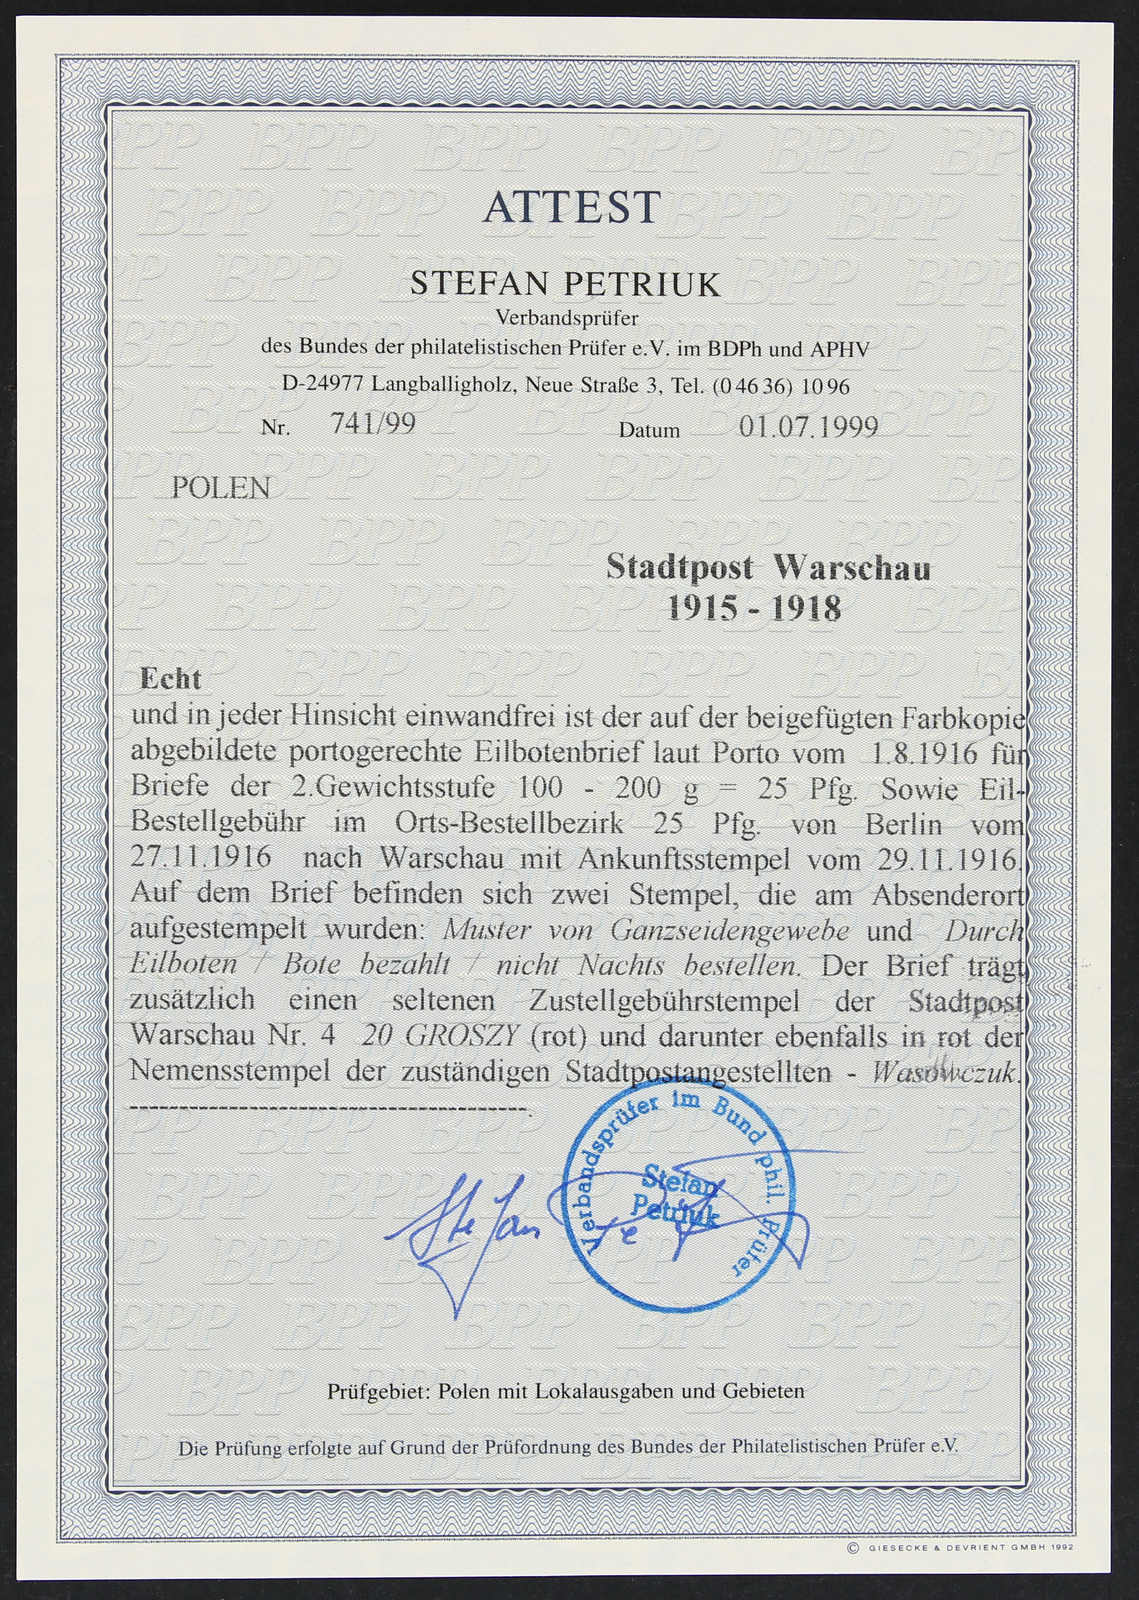 ATTEST
STEFAN PETRIUK
Verbandsprüfer
des Bundes der philatelistischen Prüfer e.V. im BDPh und APHV
D-24977 Langballigholz, Neue Straße 3, Tel. (0 46 36) 10 96
Nr. 741/99 Datum 01.07.1999
POLEN
Stadtpost Warschau
1915 - 1918
Echt
und in jeder Hinsicht einwandfrei ist der auf der beigefügten Farbkopie
abgebildete portogerechte Eilbotenbrief laut Porto vom 1.8.1916 für
Briefe der 2.Gewichtsstufe 100 - 200 g = 25 Pfg. Sowie Eil-
Bestellgebühr im Orts-Bestellbezirk 25 Pfg. von Berlin vom
27.11.1916 nach Warschau mit Ankunftsstempel vom 29.11.1916.
Auf dem Brief befinden sich zwei Stempel, die am Absenderort
aufgestempelt wurden: Muster von Ganzseidengewebe und Durch
Eilboten / Bote bezahlt / nicht Nachts bestellen. Der Brief trägt
zusätzlich einen seltenen Zustellgebührstempel der Stadtpost
Warschau Nr. 4 20 GROSZY (rot) und darunter ebenfalls in rot der
Nemensstempel der zuständigen Stadtpostangestellten - Wasowczuk.
-----------------------------------------.
Verbandsprüfer im Bund phil. Prüfer
Stefan
Petriuk
Stefan Pe
Prüfgebiet: Polen mit Lokalausgaben und Gebieten
Die Prüfung erfolgte auf Grund der Prüfordnung des Bundes der Philatelistischen Prüfer e.V.
© GIESECKE & DEVRIENT GMBH 1992